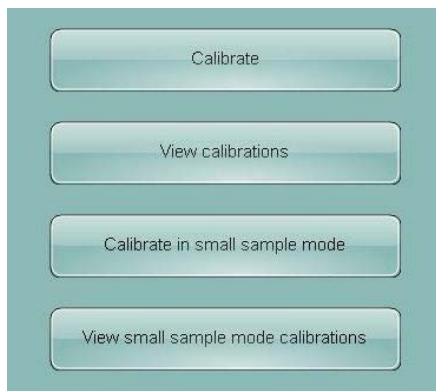 Calibrate
View calibrations
Calibrate in small sample mode
View small sample mode calibrations